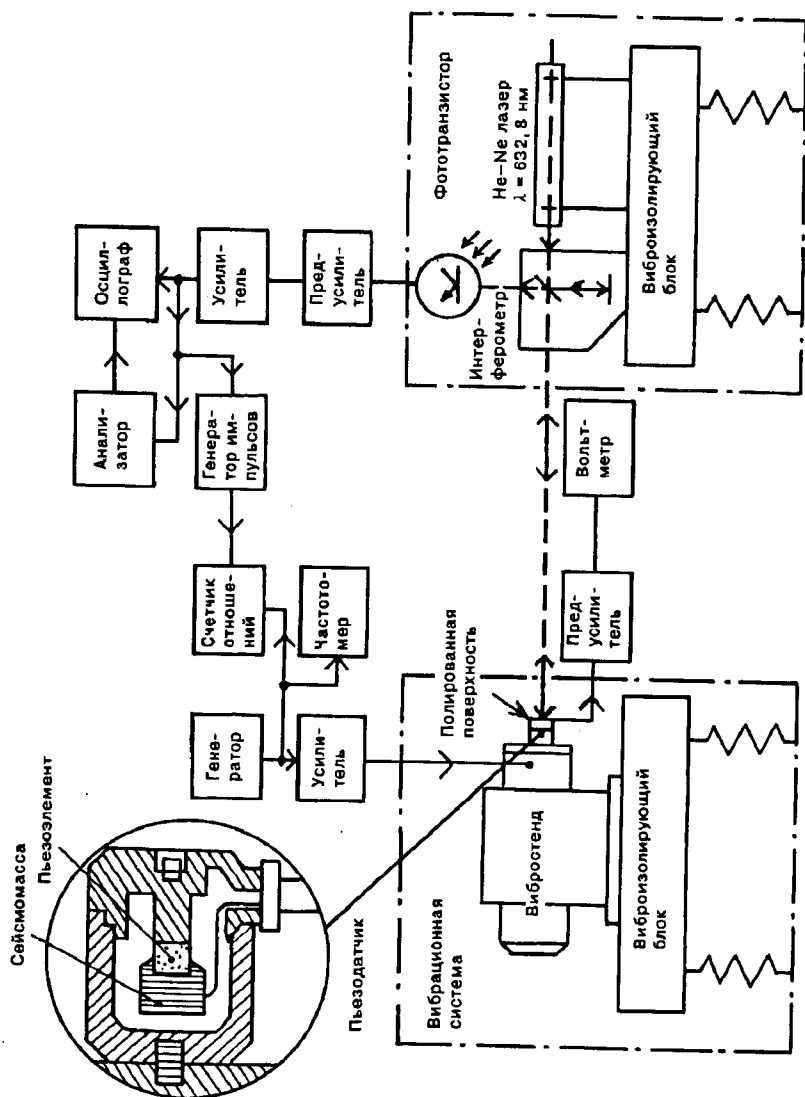 Сейсмомасса
Пьезоэлемент
Пьезодатчик
Гене-
ратор
Усили-
тель
Счетчик
отноше-
ний
Частото-
мер
Анали-
затор
Генера-
тор им-
пульсов
Осцил-
лограф
Усили-
тель
Пред-
усили-
тель
Вибрационная
система
Полированная
поверхность
Вибростенд
Виброизолирующий
блок
Пред-
усили-
тель
Вольт-
метр
Интер-
ферометр
Фототранзистор
He–Ne лазер
λ = 632, 8 нм
Виброизолирующий
блок